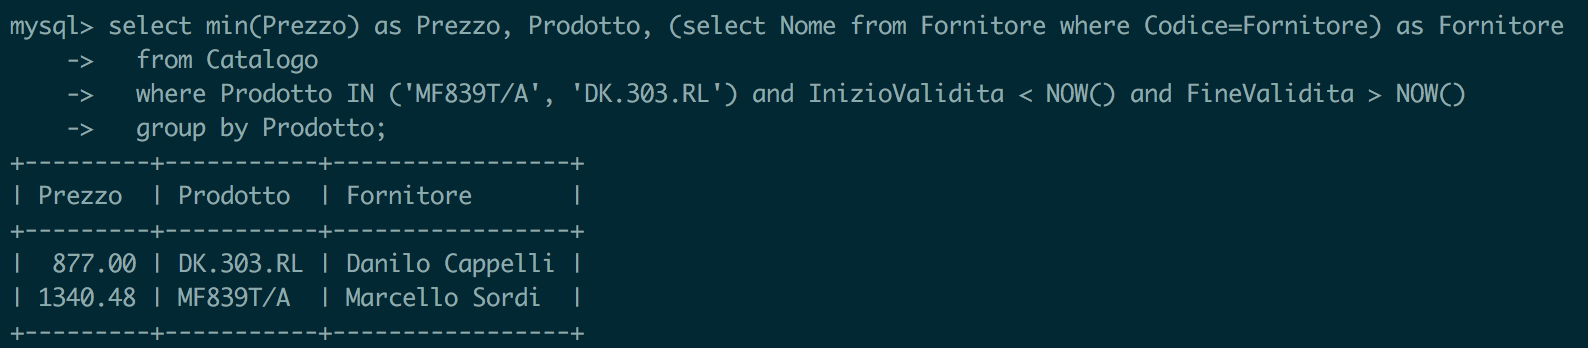 mysql> select min(Prezzo) as Prezzo, Prodotto, (select Nome from Fornitore where Codice=Fornitore) as Fornitore
    ->   from Catalogo
    ->   where Prodotto IN ('MF839T/A', 'DK.303.RL') and InizioValidita < NOW() and FineValidita > NOW()
    ->   group by Prodotto;
+---------+-----------+-----------------+
| Prezzo  | Prodotto  | Fornitore       |
+---------+-----------+-----------------+
|  877.00 | DK.303.RL | Danilo Cappelli |
| 1340.48 | MF839T/A  | Marcello Sordi  |
+---------+-----------+-----------------+